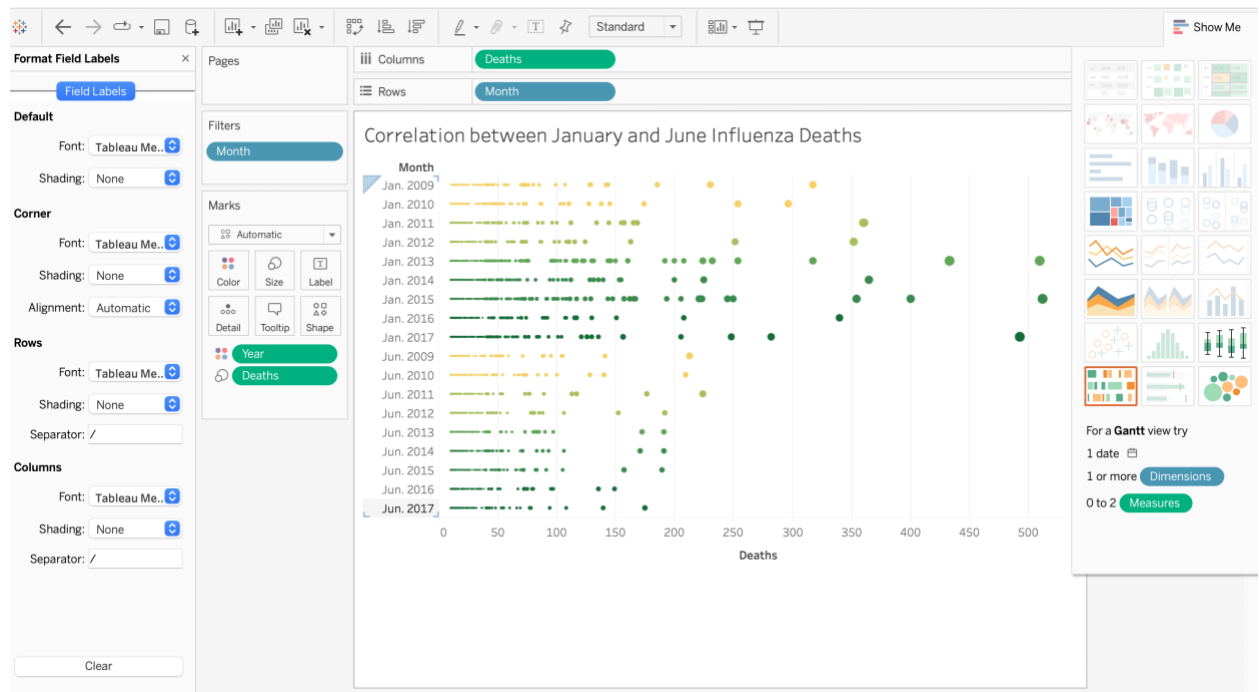 Standard
Show Me
Format Field Labels ×
Field Labels
Default
Font: Tableau Me..
Shading: None
Corner
Font: Tableau Me..
Shading: None
Alignment: Automatic
Rows
Font: Tableau Me..
Shading: None
Separator: /
Columns
Font: Tableau Me..
Shading: None
Separator: /
Clear
Pages
Filters
Month
Marks
Automatic
Color
Size
Label
Detail
Tooltip
Shape
Year
Deaths
Columns
Deaths
Rows
Month
Correlation between January and June Influenza Deaths
Month
Jan. 2009
Jan. 2010
Jan. 2011
Jan. 2012
Jan. 2013
Jan. 2014
Jan. 2015
Jan. 2016
Jan. 2017
Jun. 2009
Jun. 2010
Jun. 2011
Jun. 2012
Jun. 2013
Jun. 2014
Jun. 2015
Jun. 2016
Jun. 2017
0 50 100 150 200 250 300 350 400 450 500
Deaths
For a Gantt view try
1 date
1 or more Dimensions
0 to 2 Measures